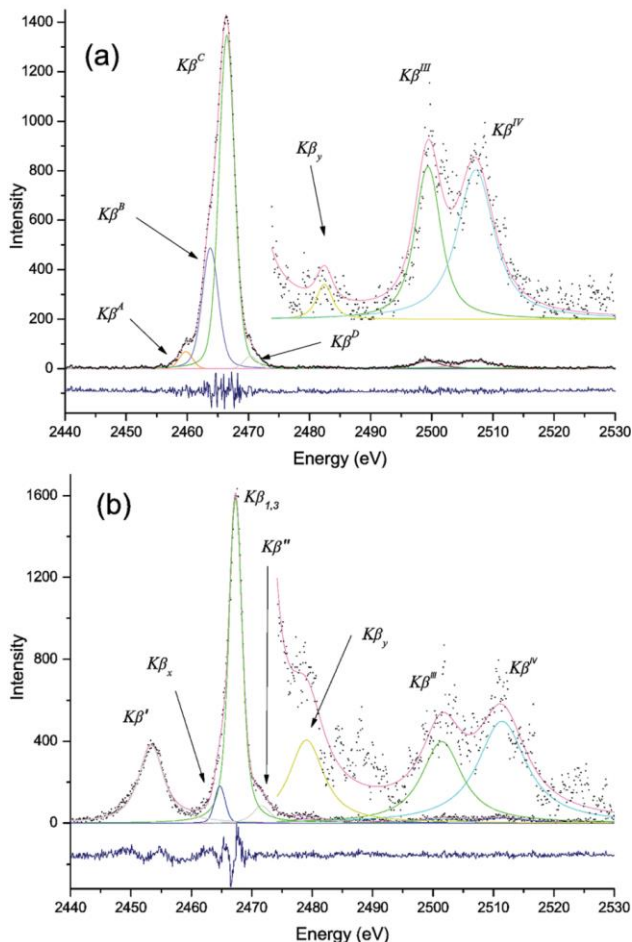 (a)
Intensity
1400
1200
1000
800
600
400
200
0
Kβ^A
Kβ^B
Kβ^C
Kβ_y
Kβ^D
Kβ^III
Kβ^IV
2440 2450 2460 2470 2480 2490 2500 2510 2520 2530
Energy (eV)
(b)
Intensity
1600
1200
800
400
0
Kβ'
Kβ_x
Kβ_1,3
Kβ"
Kβ_y
Kβ^III
Kβ^IV
2440 2450 2460 2470 2480 2490 2500 2510 2520 2530
Energy (eV)